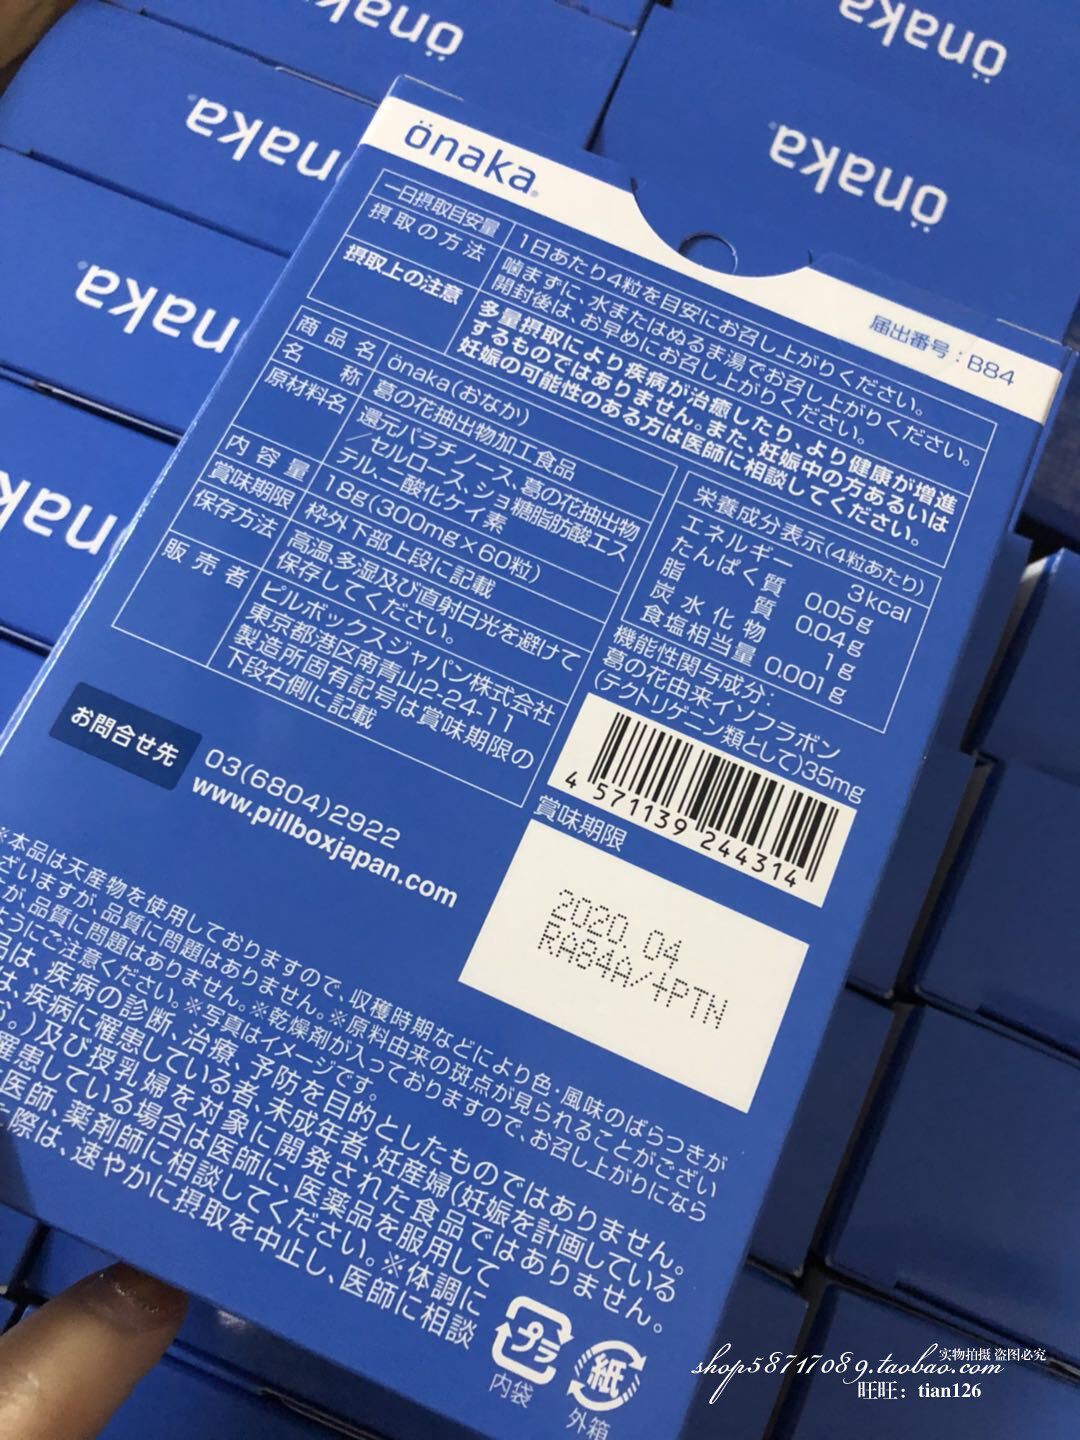 önaka
önaka
önaka
önaka
önaka
önaka
届出番号：B84
一日摂取目安量 1日あたり4粒を目安にお召し上がりください。
摂取の方法 噛まずに、水またはぬるま湯でお召し上がりください。
開封後は、お早めにお召し上がりください。
摂取上の注意 多量摂取により疾病が治癒したり、より健康が増進
するものではありません。また、妊娠中の方あるいは
妊娠の可能性のある方は医師に相談してください。
商品名 önaka（おなか）
名称 葛の花抽出物加工食品
原材料名 還元パラチノース、葛の花抽出物
／セルロース、ショ糖脂肪酸エス
テル、二酸化ケイ素
内容量 18g（300mg×60粒）
賞味期限 枠外下部上段に記載
保存方法 高温、多湿及び直射日光を避けて
保存してください。
販売者 ピルボックスジャパン株式会社
東京都港区南青山2-24-11
製造所固有記号は賞味期限の
下段右側に記載
栄養成分表示（4粒あたり）
エネルギー 3kcal
たんぱく質 0.05g
脂質 0.04g
炭水化物 1g
食塩相当量 0.001g
機能性関与成分：
葛の花由来イソフラボン
（テクトリゲニン類として）35mg
4 571139 244314
賞味期限
2020.04
RA84A/+PTN
お問合せ先
03(6804)2922
www.pillboxjapan.com
※本品は天産物を使用しておりますので、収穫時期などにより色・風味のばらつきが
ざいますが、品質に問題はありません。※原料由来の斑点が見られることがござい
が、品質に問題はありません。※乾燥剤が入っておりますので、お召し上がりになら
ようにご注意ください。※写真はイメージです。
品は、疾病の診断、治療、予防を目的としたものではありません。
は、疾病に罹患している者、未成年者、妊産婦（妊娠を計画している
。）及び授乳婦を対象に開発された食品ではありません。
罹患している場合は医師に、医薬品を服用して
医師、薬剤師に相談してください。※体調に
際は、速やかに摂取を中止し、医師に相談
プラ
内袋
紙
外箱
实物拍摄 盗图必究
shop58717089.taobao.com
旺旺：tian126